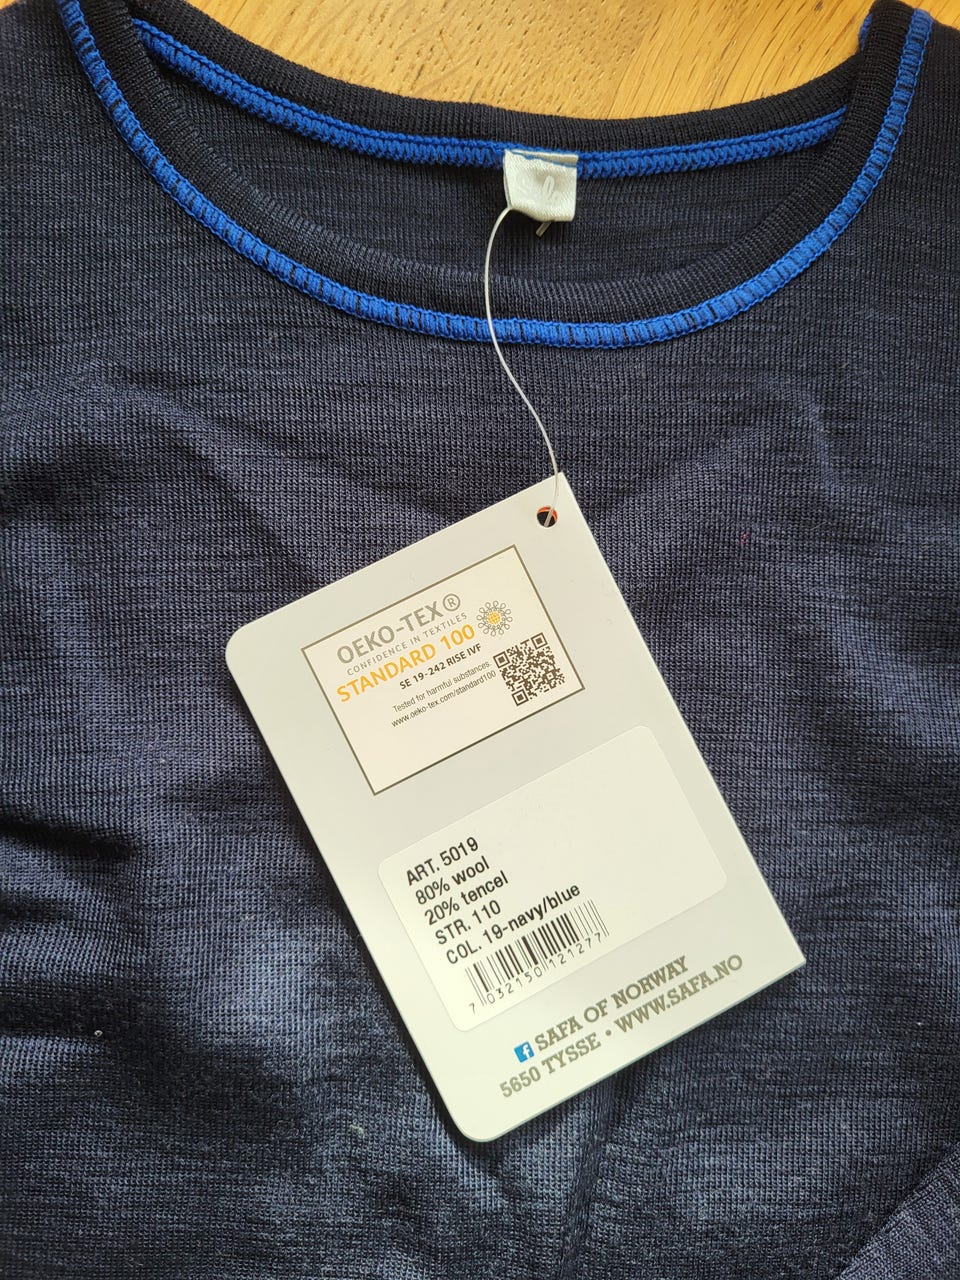 OEKO-TEX®
CONFIDENCE IN TEXTILES
STANDARD 100
SE 19-242 RISE IVF
Tested for harmful substances.
www.oeko-tex.com/standard100
ART. 5019
80% wool
20% tencel
STR. 110
COL. 19-navy/blue
7 032150 121277
f SAFA OF NORWAY
5650 TYSSE • WWW.SAFA.NO